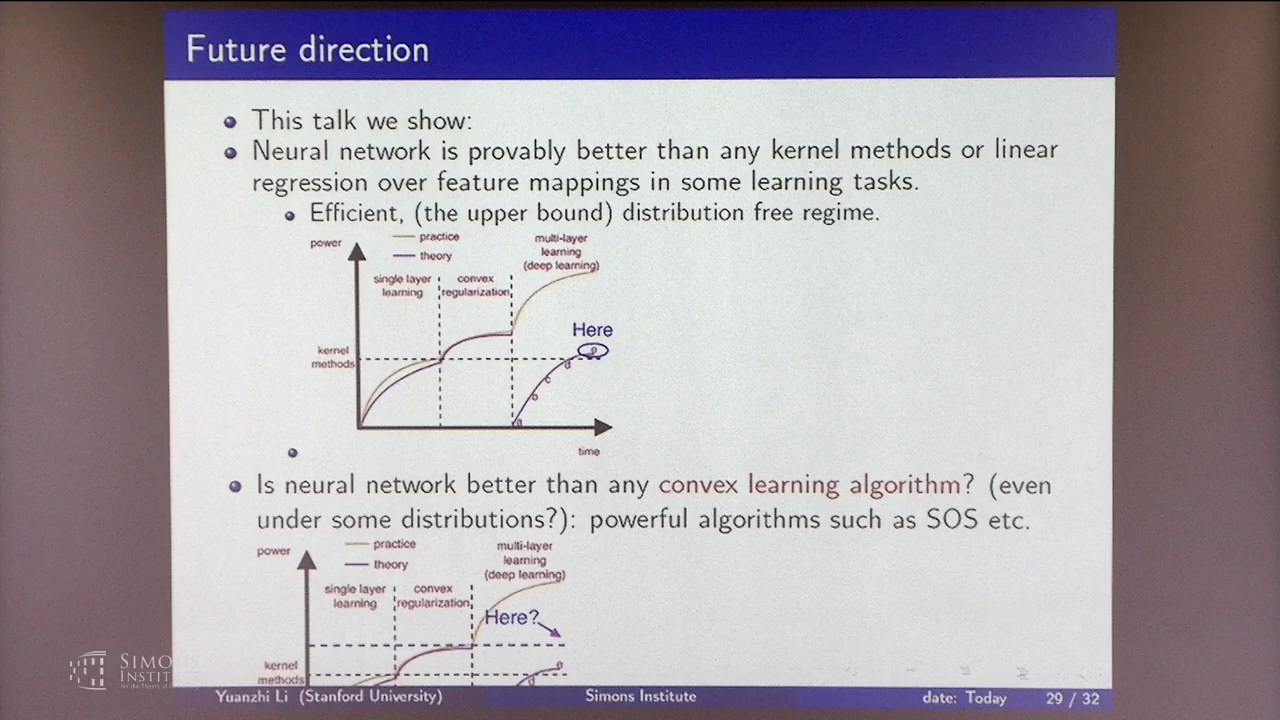 Future direction
This talk we show:
Neural network is provably better than any kernel methods or linear
regression over feature mappings in some learning tasks.
Efficient, (the upper bound) distribution free regime.
power
practice
theory
multi-layer
learning
(deep learning)
single layer
learning
convex
regularization
Here
kernel
methods
e
d
c
b
a
time
Is neural network better than any convex learning algorithm? (even
under some distributions?): powerful algorithms such as SOS etc.
power
practice
theory
multi-layer
learning
(deep learning)
single layer
learning
convex
regularization
Here?
kernel
methods
e
d
SIMONS
INSTIT
Yuanzhi Li (Stanford University)
Simons Institute
date: Today
29 / 32